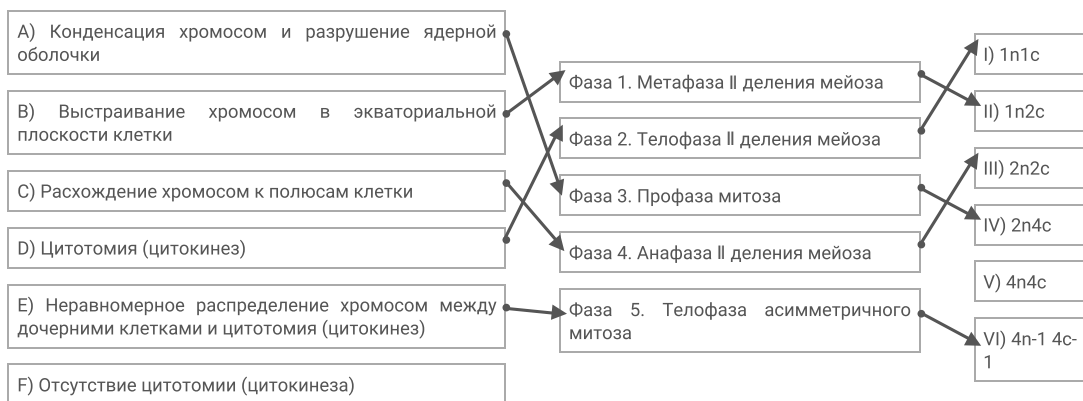 А) Конденсация хромосом и разрушение ядерной
оболочки
В) Выстраивание хромосом в экваториальной
плоскости клетки
С) Расхождение хромосом к полюсам клетки
D) Цитотомия (цитокинез)
Е) Неравномерное распределение хромосом между
дочерними клетками и цитотомия (цитокинез)
F) Отсутствие цитотомии (цитокинеза)
Фаза 1. Метафаза II деления мейоза
Фаза 2. Телофаза II деления мейоза
Фаза 3. Профаза митоза
Фаза 4. Анафаза II деления мейоза
Фаза 5. Телофаза асимметричного
митоза
I) 1n1c
II) 1n2c
III) 2n2c
IV) 2n4c
V) 4n4c
VI) 4n-1 4c-
1